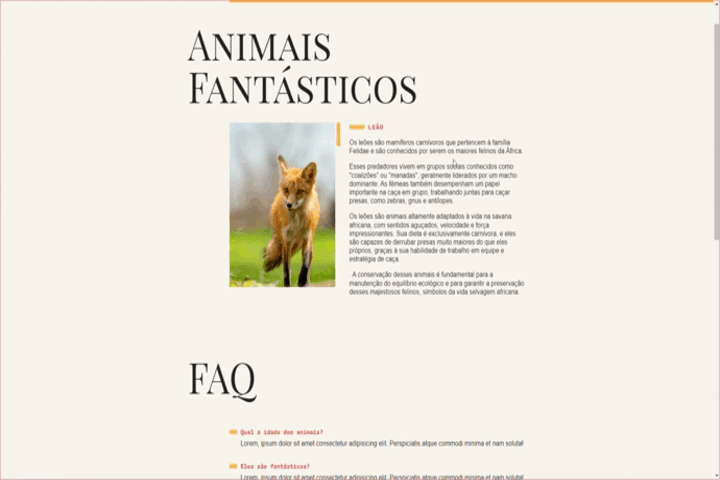 Animais
Fantásticos
LEÃO
Os leões são mamíferos carnívoros que pertencem à família
Felidae e são conhecidos por serem os maiores felinos da África.
Esses predadores vivem em grupos sociais conhecidos como
"coalizões" ou "manadas", geralmente liderados por um macho
dominante. As fêmeas também desempenham um papel
importante na caça em grupo, trabalhando juntas para caçar
presas, como zebras, gnus e antílopes.
Os leões são animais altamente adaptados à vida na savana
africana, com sentidos aguçados, velocidade e força
impressionantes. Sua dieta é exclusivamente carnívora, e eles
são capazes de derrubar presas muito maiores do que eles
próprios, graças à sua habilidade de trabalho em equipe e
estratégia de caça.
A conservação desses animais é fundamental para a
manutenção do equilíbrio ecológico e para garantir a preservação
desses majestosos felinos, símbolos da vida selvagem africana.
FAQ
Qual a idade dos animais?
Lorem, ipsum dolor sit amet consectetur adipisicing elit. Perspiciatis atque commodi minima et nam soluta!
Eles são fantásticos?
Lorem, ipsum dolor sit amet consectetur adipisicing elit. Perspiciatis atque commodi minima et nam soluta!